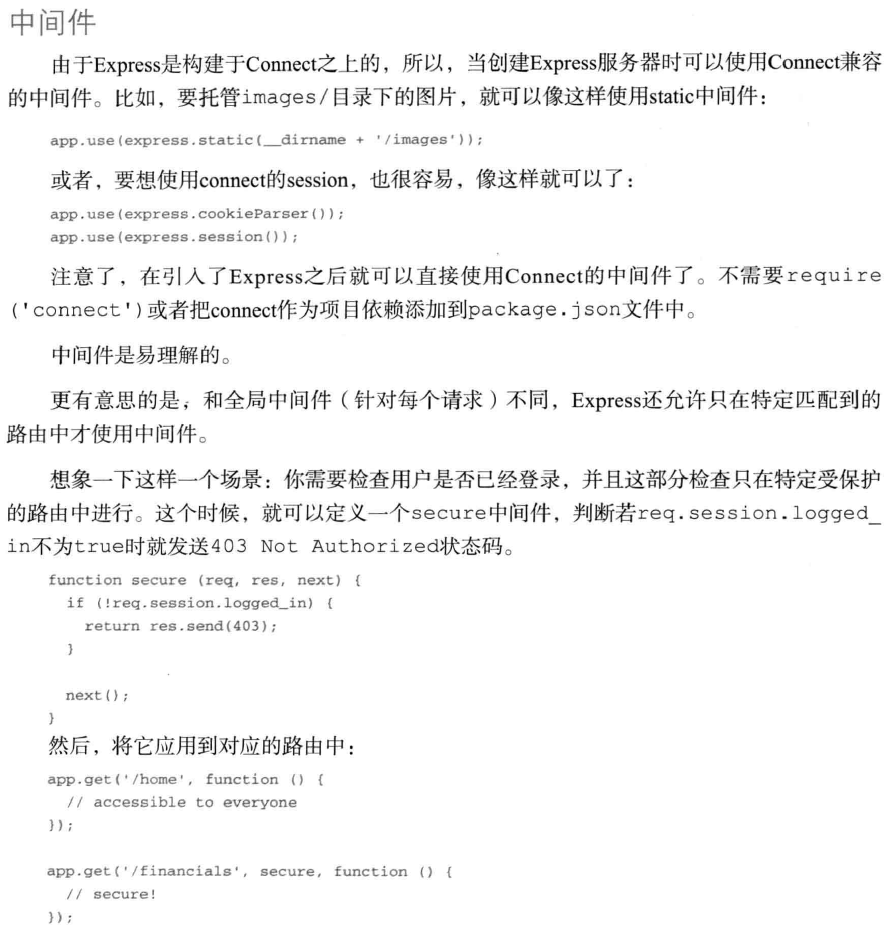 中间件
由于Express是构建于Connect之上的，所以，当创建Express服务器时可以使用Connect兼容
的中间件。比如，要托管images/目录下的图片，就可以像这样使用static中间件：
app.use(express.static(__dirname + '/images'));
或者，要想使用connect的session，也很容易，像这样就可以了：
app.use(express.cookieParser());
app.use(express.session());
注意了，在引入了Express之后就可以直接使用Connect的中间件了。不需要require
('connect')或者把connect作为项目依赖添加到package.json文件中。
中间件是易理解的。
更有意思的是，和全局中间件（针对每个请求）不同，Express还允许只在特定匹配到的
路由中才使用中间件。
想象一下这样一个场景：你需要检查用户是否已经登录，并且这部分检查只在特定受保护
的路由中进行。这个时候，就可以定义一个secure中间件，判断若req.session.logged_
in不为true时就发送403 Not Authorized状态码。
function secure (req, res, next) {
  if (!req.session.logged_in) {
    return res.send(403);
  }

  next();
}
然后，将它应用到对应的路由中：
app.get('/home', function () {
  // accessible to everyone
});

app.get('/financials', secure, function () {
  // secure!
});